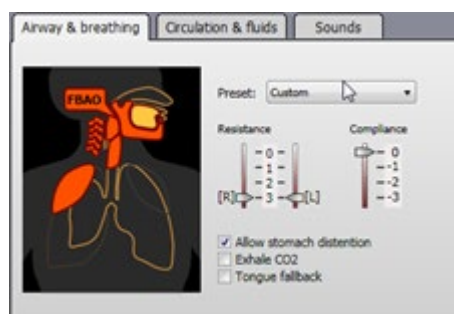 Airway & breathing Circulation & fluids Sounds
FBAO
Preset: Custom
Resistance Compliance
- 0 - - 0
- 1 - - -1
- 2 - - -2
[R] - 3 - [L] - -3
Allow stomach distention
Exhale CO2
Tongue fallback